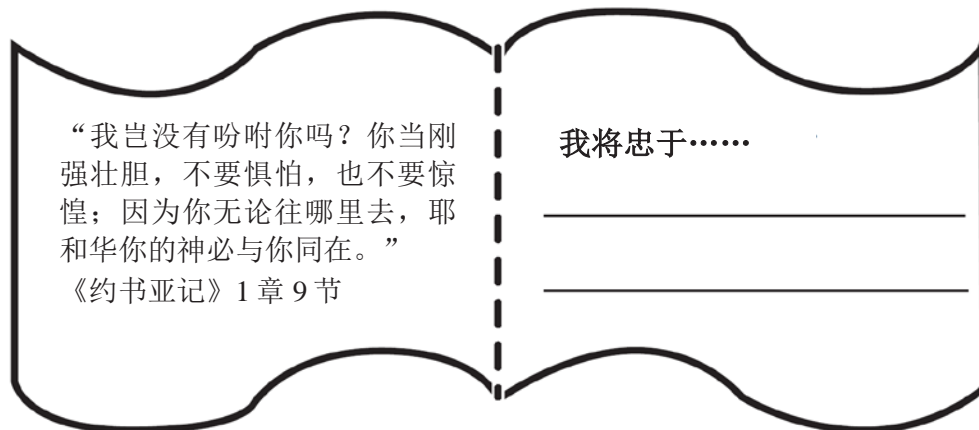 “我岂没有吩咐你吗？你当刚
强壮胆，不要惧怕，也不要惊
惶；因为你无论往哪里去，耶
和华你的神必与你同在。”
《约书亚记》1 章 9 节
我将忠于……